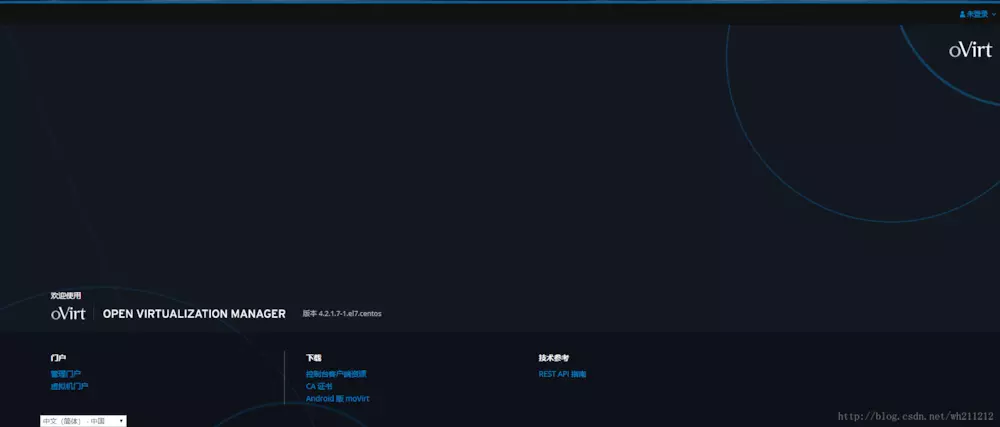 未登录
oVirt
欢迎使用
oVirt OPEN VIRTUALIZATION MANAGER 版本 4.2.1.7-1.el7.centos
门户
管理门户
虚拟机门户
下载
控制台客户端资源
CA 证书
Android 版 moVirt
技术参考
REST API 指南
中文（简体） - 中国
http://blog.csdn.net/wh211212